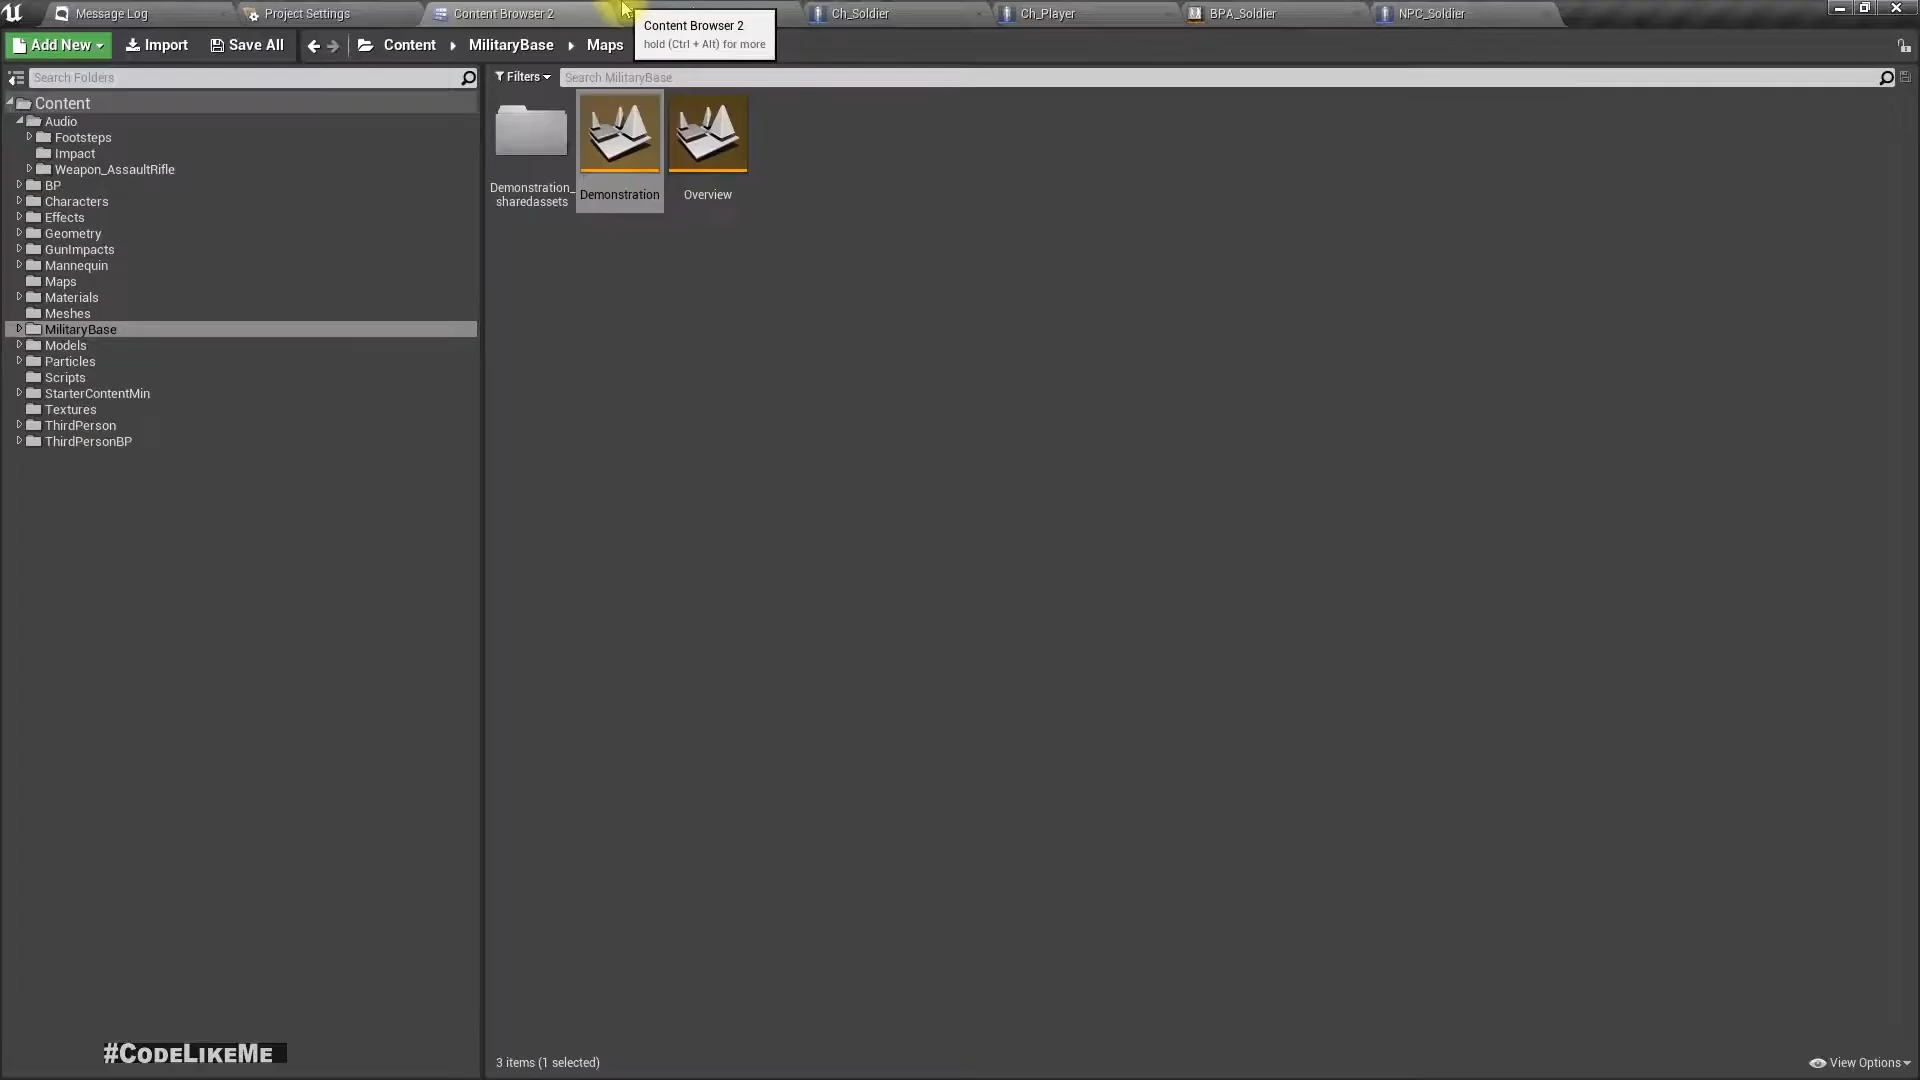 Message Log
Project Settings
Content Browser 2
Ch_Soldier
Ch_Player
BPA_Soldier
NPC_Soldier
Content Browser 2
hold (Ctrl + Alt) for more
Add New
Import
Save All
Content
MilitaryBase
Maps
Search Folders
Filters
Search MilitaryBase
Content
Audio
Footsteps
Impact
Weapon_AssaultRifle
BP
Characters
Effects
Geometry
GunImpacts
Mannequin
Maps
Materials
Meshes
MilitaryBase
Models
Particles
Scripts
StarterContentMin
Textures
ThirdPerson
ThirdPersonBP
Demonstration_
sharedassets
Demonstration
Overview
#CodeLikeMe
3 items (1 selected)
View Options